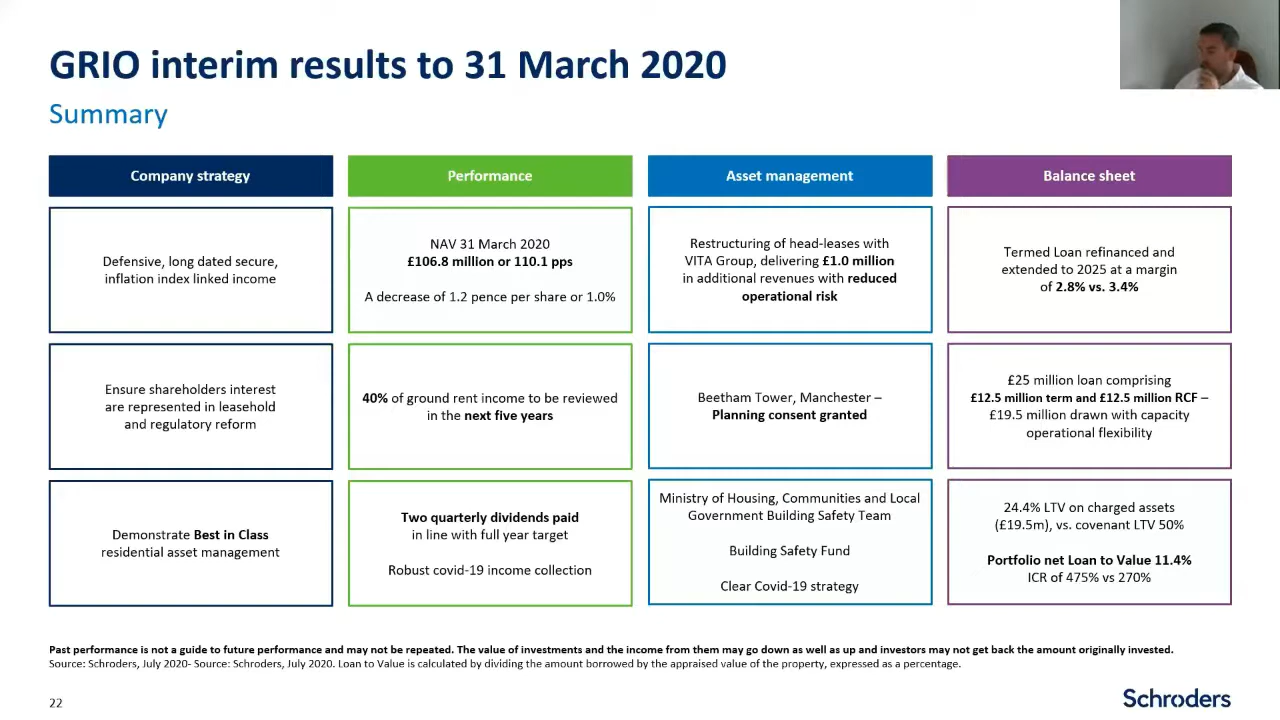 GRIO interim results to 31 March 2020
Summary
Company strategy
Performance
Asset management
Balance sheet
Defensive, long dated secure,
inflation index linked income
NAV 31 March 2020
£106.8 million or 110.1 pps
A decrease of 1.2 pence per share or 1.0%
Restructuring of head-leases with
VITA Group, delivering £1.0 million
in additional revenues with reduced
operational risk
Termed Loan refinanced and
extended to 2025 at a margin
of 2.8% vs. 3.4%
Ensure shareholders interest
are represented in leasehold
and regulatory reform
40% of ground rent income to be reviewed
in the next five years
Beetham Tower, Manchester –
Planning consent granted
£25 million loan comprising
£12.5 million term and £12.5 million RCF –
£19.5 million drawn with capacity
operational flexibility
Demonstrate Best in Class
residential asset management
Two quarterly dividends paid
in line with full year target
Robust covid-19 income collection
Ministry of Housing, Communities and Local
Government Building Safety Team
Building Safety Fund
Clear Covid-19 strategy
24.4% LTV on charged assets
(£19.5m), vs. covenant LTV 50%
Portfolio net Loan to Value 11.4%
ICR of 475% vs 270%
Past performance is not a guide to future performance and may not be repeated. The value of investments and the income from them may go down as well as up and investors may not get back the amount originally invested.
Source: Schroders, July 2020- Source: Schroders, July 2020. Loan to Value is calculated by dividing the amount borrowed by the appraised value of the property, expressed as a percentage.
22
Schroders